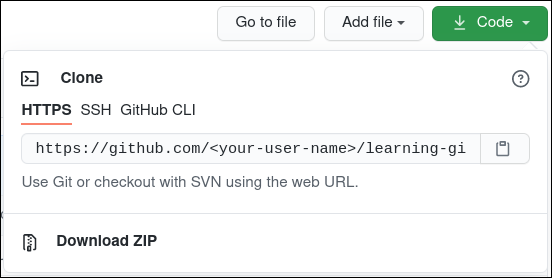 Go to file Add file Code
Clone
HTTPS SSH GitHub CLI
https://github.com/<your-user-name>/learning-gi
Use Git or checkout with SVN using the web URL.
Download ZIP